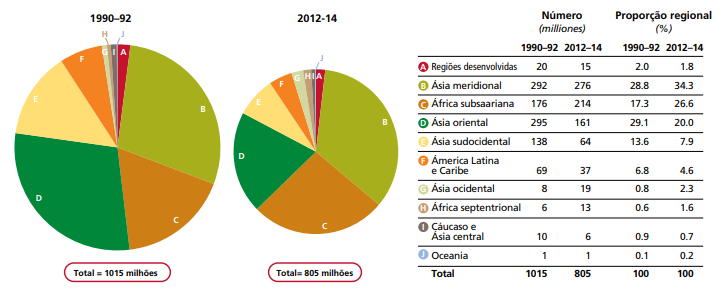 1990–92
H
J
G
I
A
F
B
E
D
C
Total = 1015 milhões
2012-14
J
G
H
I
A
F
E
B
D
C
Total= 805 milhões
Número Proporção regional
(milliones) (%)
1990–92 2012–14 1990–92 2012–14
A Regiões desenvolvidas 20 15 2.0 1.8
B Ásia meridional 292 276 28.8 34.3
C África subsaariana 176 214 17.3 26.6
D Ásia oriental 295 161 29.1 20.0
E Ásia sudocidental 138 64 13.6 7.9
F Ámerica Latina
e Caribe 69 37 6.8 4.6
G Ásia ocidental 8 19 0.8 2.3
H África septentrional 6 13 0.6 1.6
I Cáucaso e
Ásia central 10 6 0.9 0.7
J Oceania 1 1 0.1 0.2
Total 1015 805 100 100